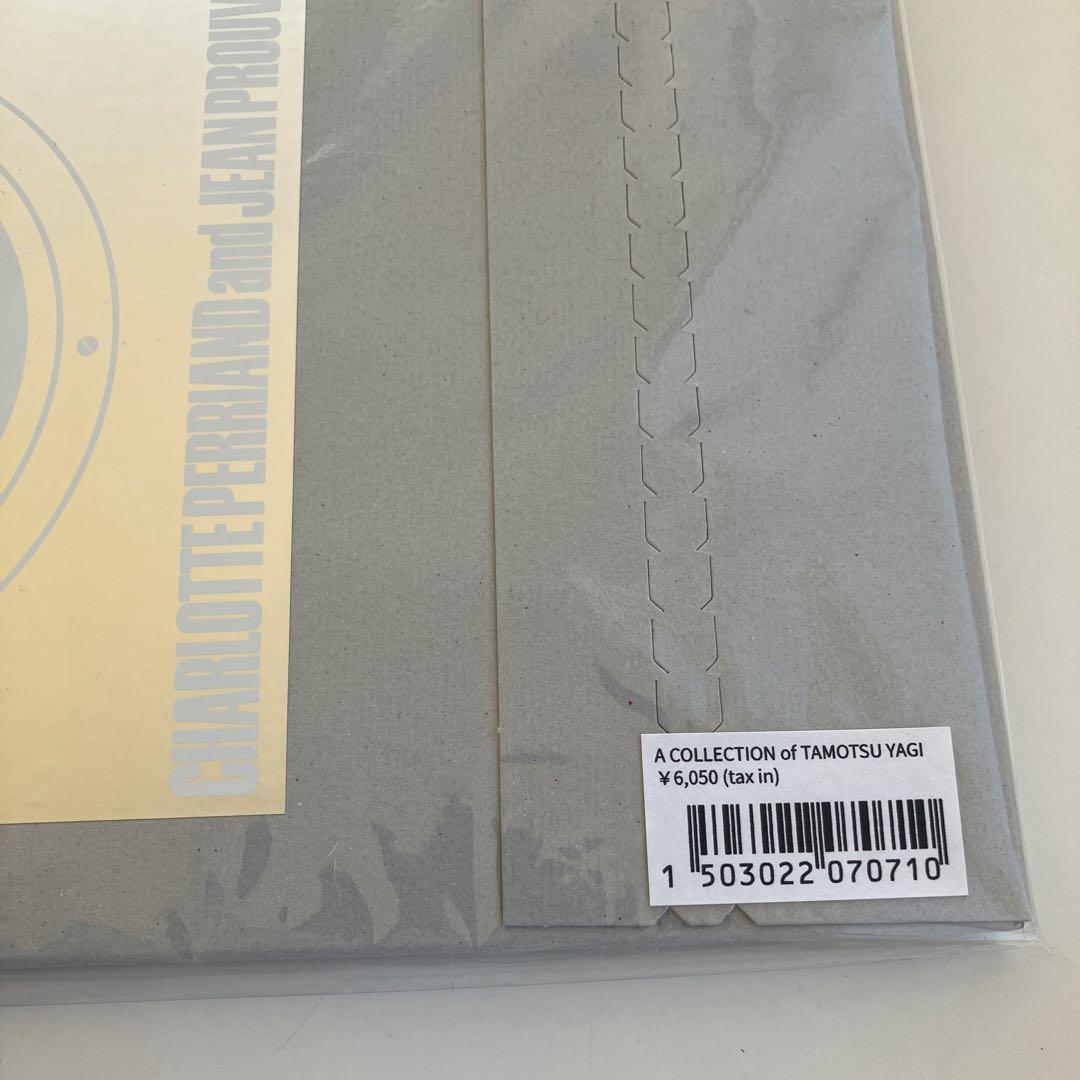 CHARLOTTE PERRIAND and JEAN PROUV
A COLLECTION of TAMOTSU YAGI
¥6,050 (tax in)
1 503022 070710